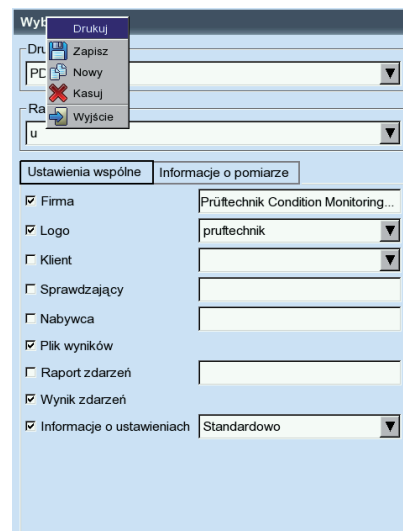 Wyb
Drukuj
Dru
Zapisz
PD
Nowy
Kasuj
Ra
Wyjście
u
Ustawienia wspólne
Informacje o pomiarze
Firma
Prüftechnik Condition Monitoring...
Logo
pruftechnik
Klient
Sprawdzający
Nabywca
Plik wyników
Raport zdarzeń
Wynik zdarzeń
Informacje o ustawieniach
Standardowo